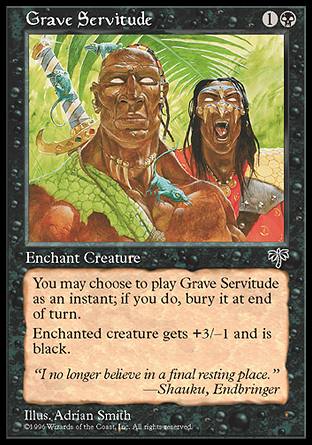 Grave Servitude 1
Enchant Creature
You may choose to play Grave Servitude
as an instant; if you do, bury it at end
of turn.
Enchanted creature gets +3/–1 and is
black.
"I no longer believe in a final resting place."
—Shauku, Endbringer
Illus. Adrian Smith
©1996 Wizards of the Coast, Inc. All rights reserved.